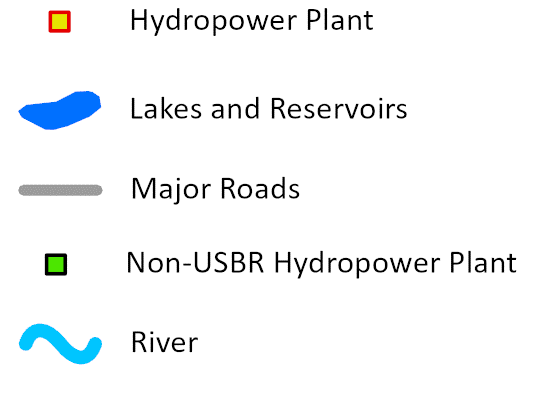 Hydropower Plant
Lakes and Reservoirs
Major Roads
Non-USBR Hydropower Plant
River